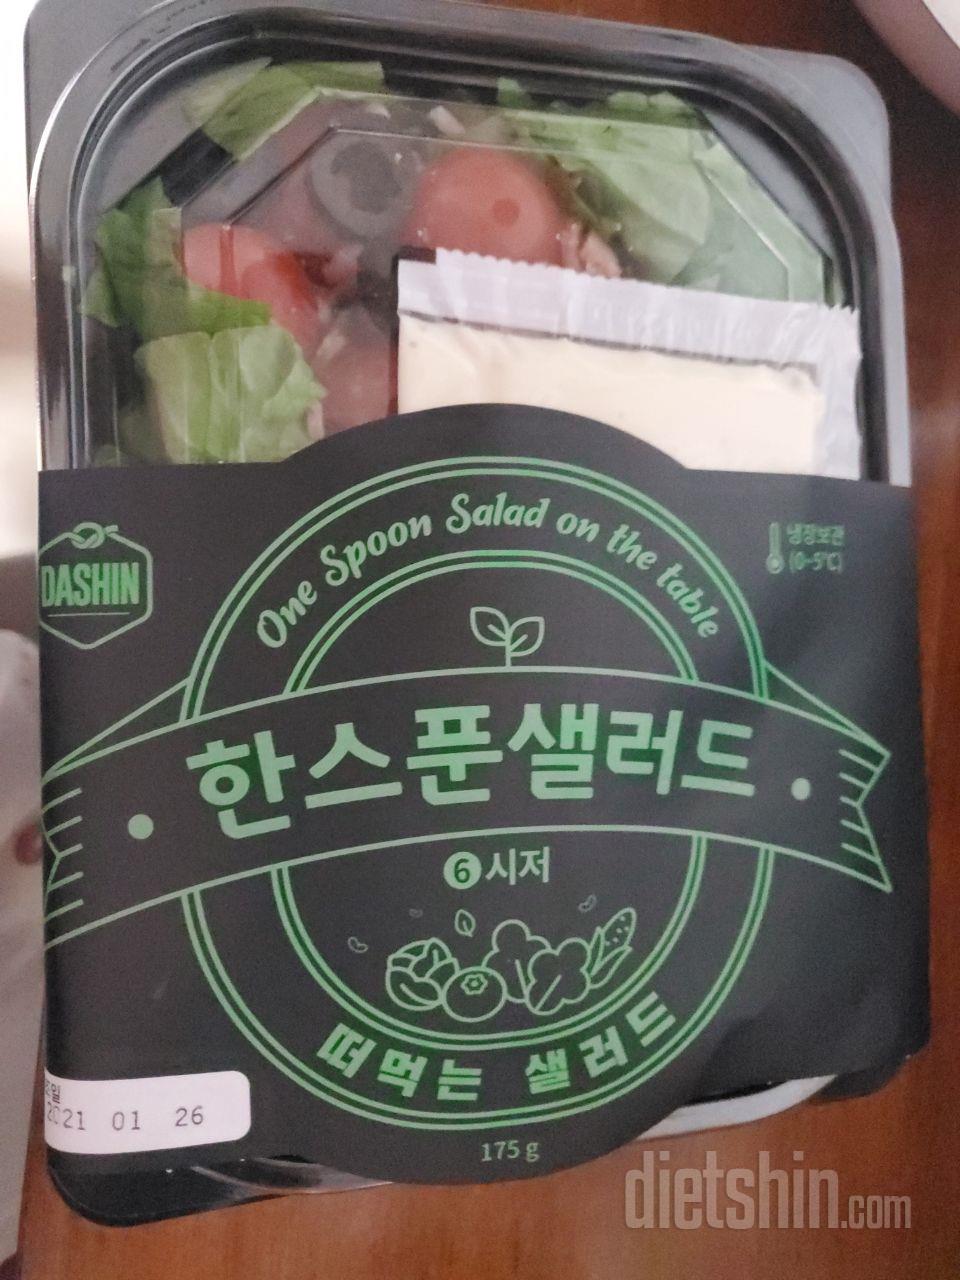 One Spoon Salad on the table
DASHIN
냉장보관
(0~5℃)
한스푼샐러드
6 시저
떠먹는 샐러드
2021 01 26
175 g
dietshin.com